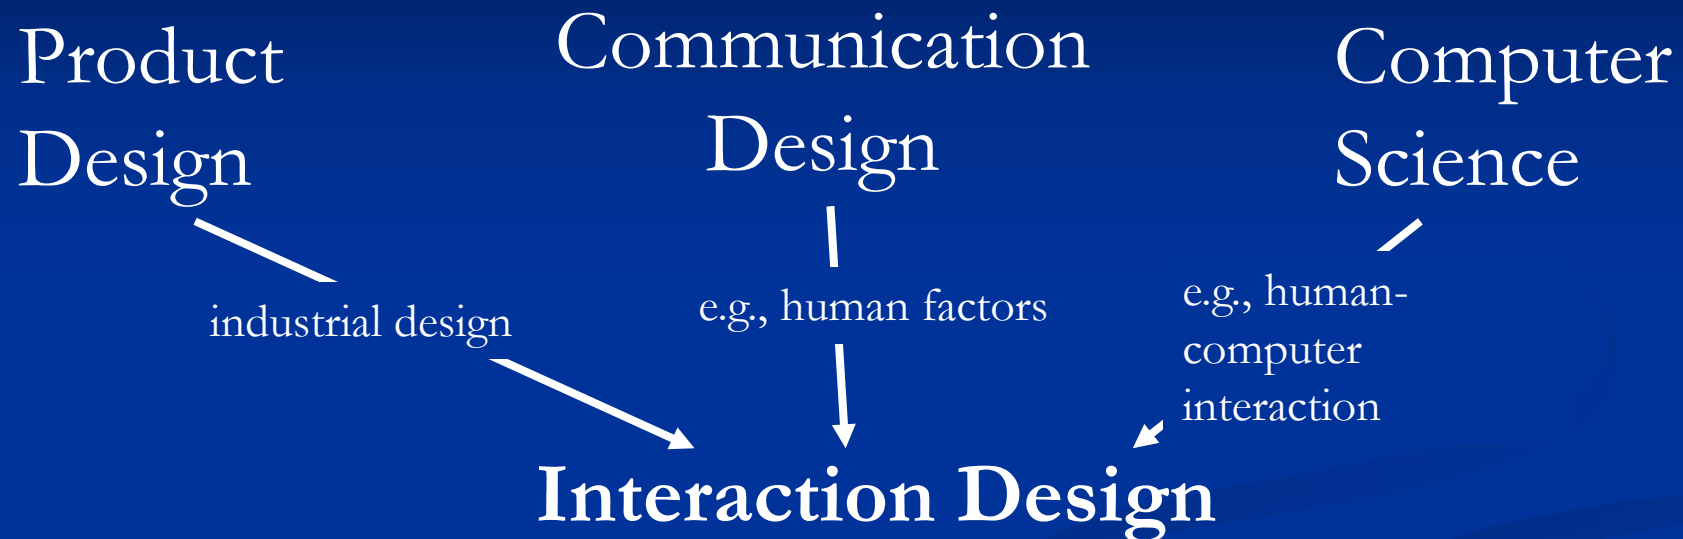 Product
Design
Communication
Design
Computer
Science
industrial design
e.g., human factors
e.g., human-
computer
interaction
Interaction Design